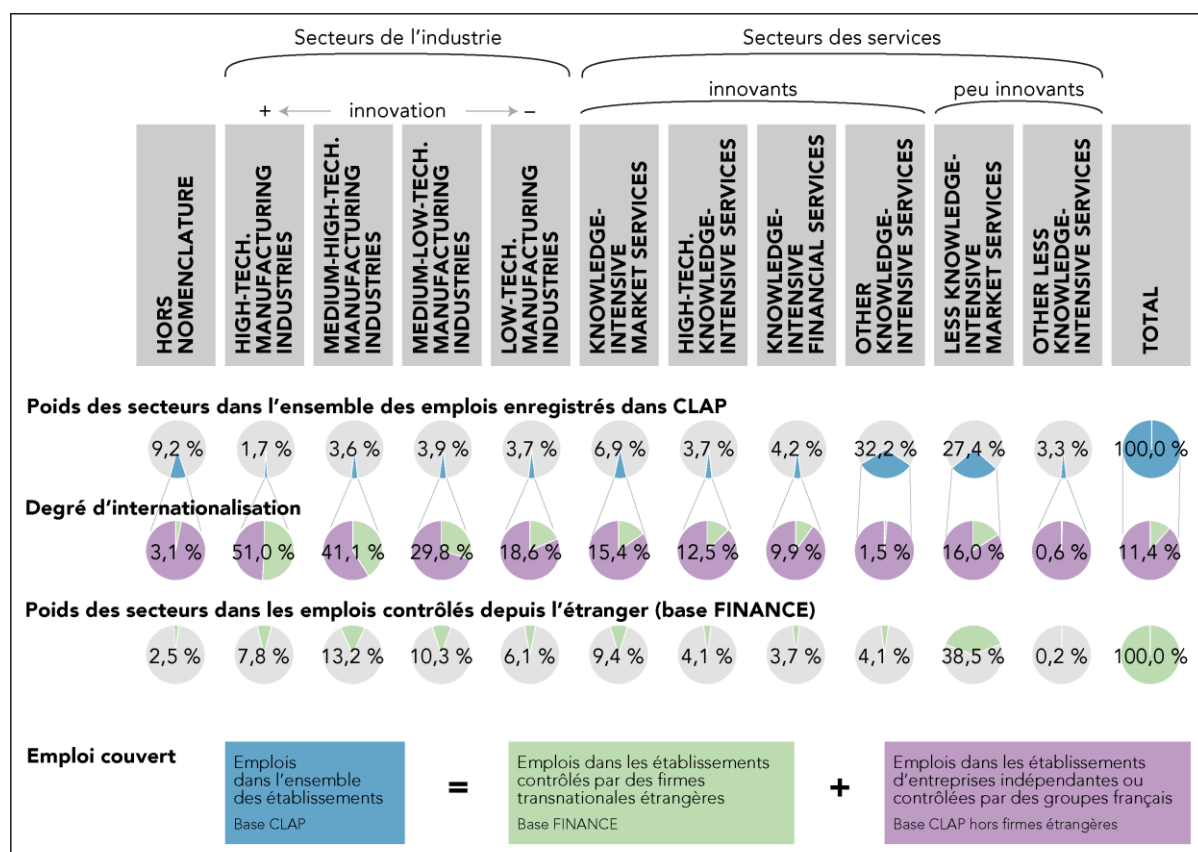 Secteurs de l'industrie
Secteurs des services
+ innovation –
innovants
peu innovants
HORS
NOMENCLATURE
HIGH-TECH.
MANUFACTURING
INDUSTRIES
MEDIUM-HIGH-TECH.
MANUFACTURING
INDUSTRIES
MEDIUM-LOW-TECH.
MANUFACTURING
INDUSTRIES
LOW-TECH.
MANUFACTURING
INDUSTRIES
KNOWLEDGE-
INTENSIVE
MARKET SERVICES
HIGH-TECH.
KNOWLEDGE-
INTENSIVE SERVICES
KNOWLEDGE-
INTENSIVE
FINANCIAL SERVICES
OTHER
KNOWLEDGE-
INTENSIVE SERVICES
LESS KNOWLEDGE-
INTENSIVE
MARKET SERVICES
OTHER LESS
KNOWLEDGE-
INTENSIVE SERVICES
TOTAL
Poids des secteurs dans l'ensemble des emplois enregistrés dans CLAP
9,2 % 1,7 % 3,6 % 3,9 % 3,7 % 6,9 % 3,7 % 4,2 % 32,2 % 27,4 % 3,3 % 100,0 %
Degré d'internationalisation
3,1 % 51,0 % 41,1 % 29,8 % 18,6 % 15,4 % 12,5 % 9,9 % 1,5 % 16,0 % 0,6 % 11,4 %
Poids des secteurs dans les emplois contrôlés depuis l'étranger (base FINANCE)
2,5 % 7,8 % 13,2 % 10,3 % 6,1 % 9,4 % 4,1 % 3,7 % 4,1 % 38,5 % 0,2 % 100,0 %
Emploi couvert
Emplois
dans l'ensemble
des établissements
Base CLAP
=
Emplois dans les établissements
contrôlés par des firmes
transnationales étrangères
Base FINANCE
+
Emplois dans les établissements
d'entreprises indépendantes ou
contrôlées par des groupes français
Base CLAP hors firmes étrangères